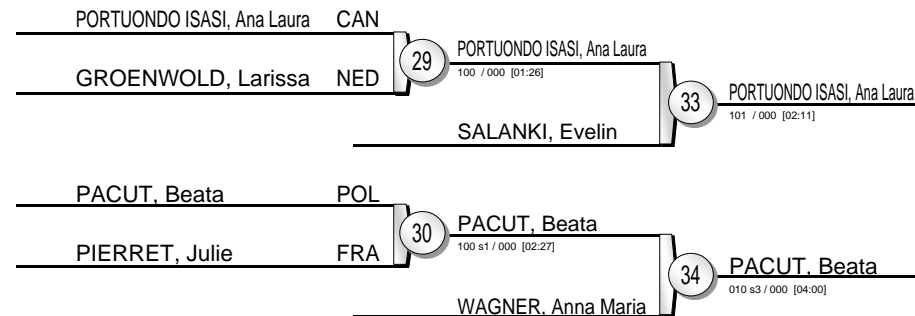 PORTUONDO ISASI, Ana Laura CAN
GROENWOLD, Larissa NED
29
PORTUONDO ISASI, Ana Laura
100 / 000 [01:26]
SALANKI, Evelin
33
PORTUONDO ISASI, Ana Laura
101 / 000 [02:11]
PACUT, Beata POL
PIERRET, Julie FRA
30
PACUT, Beata
100 s1 / 000 [02:27]
WAGNER, Anna Maria
34
PACUT, Beata
010 s3 / 000 [04:00]